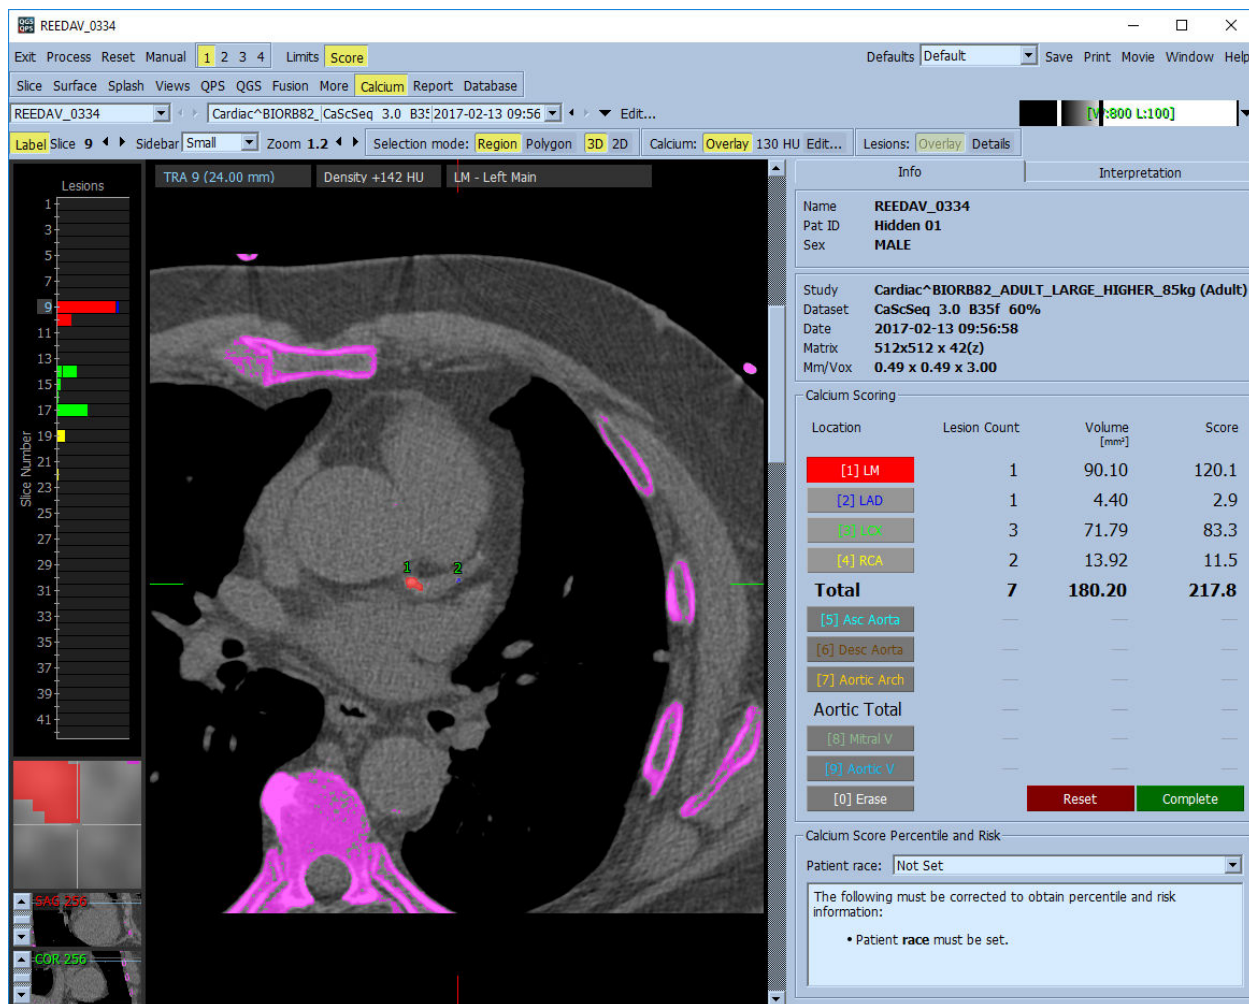 QGS QPS REEDAV_0334
Exit Process Reset Manual 1 2 3 4 Limits Score Defaults Default Save Print Movie Window Help
Slice Surface Splash Views QPS QGS Fusion More Calcium Report Database
REEDAV_0334 Cardiac^BIORB82_ CaScSeq 3.0 B35 2017-02-13 09:56 Edit... [W:800 L:100]
Label Slice 9 Sidebar Small Zoom 1.2 Selection mode: Region Polygon 3D 2D Calcium: Overlay 130 HU Edit... Lesions: Overlay Details
Lesions
TRA 9 (24.00 mm) Density +142 HU LM - Left Main
Slice Number
1
3
5
7
9
11
13
15
17
19
21
23
25
27
29
31
33
35
37
39
41
1 2
SAG 256
COR 256
Info Interpretation
Name REEDAV_0334
Pat ID Hidden 01
Sex MALE
Study Cardiac^BIORB82_ADULT_LARGE_HIGHER_85kg (Adult)
Dataset CaScSeq 3.0 B35f 60%
Date 2017-02-13 09:56:58
Matrix 512x512 x 42(z)
Mm/Vox 0.49 x 0.49 x 3.00
Calcium Scoring
Location Lesion Count Volume Score
[mm³]
[1] LM 1 90.10 120.1
[2] LAD 1 4.40 2.9
[3] LCX 3 71.79 83.3
[4] RCA 2 13.92 11.5
Total 7 180.20 217.8
[5] Asc Aorta — — —
[6] Desc Aorta — — —
[7] Aortic Arch — — —
Aortic Total — — —
[8] Mitral V — — —
[9] Aortic V — — —
[0] Erase Reset Complete
Calcium Score Percentile and Risk
Patient race: Not Set
The following must be corrected to obtain percentile and risk
information:
• Patient race must be set.